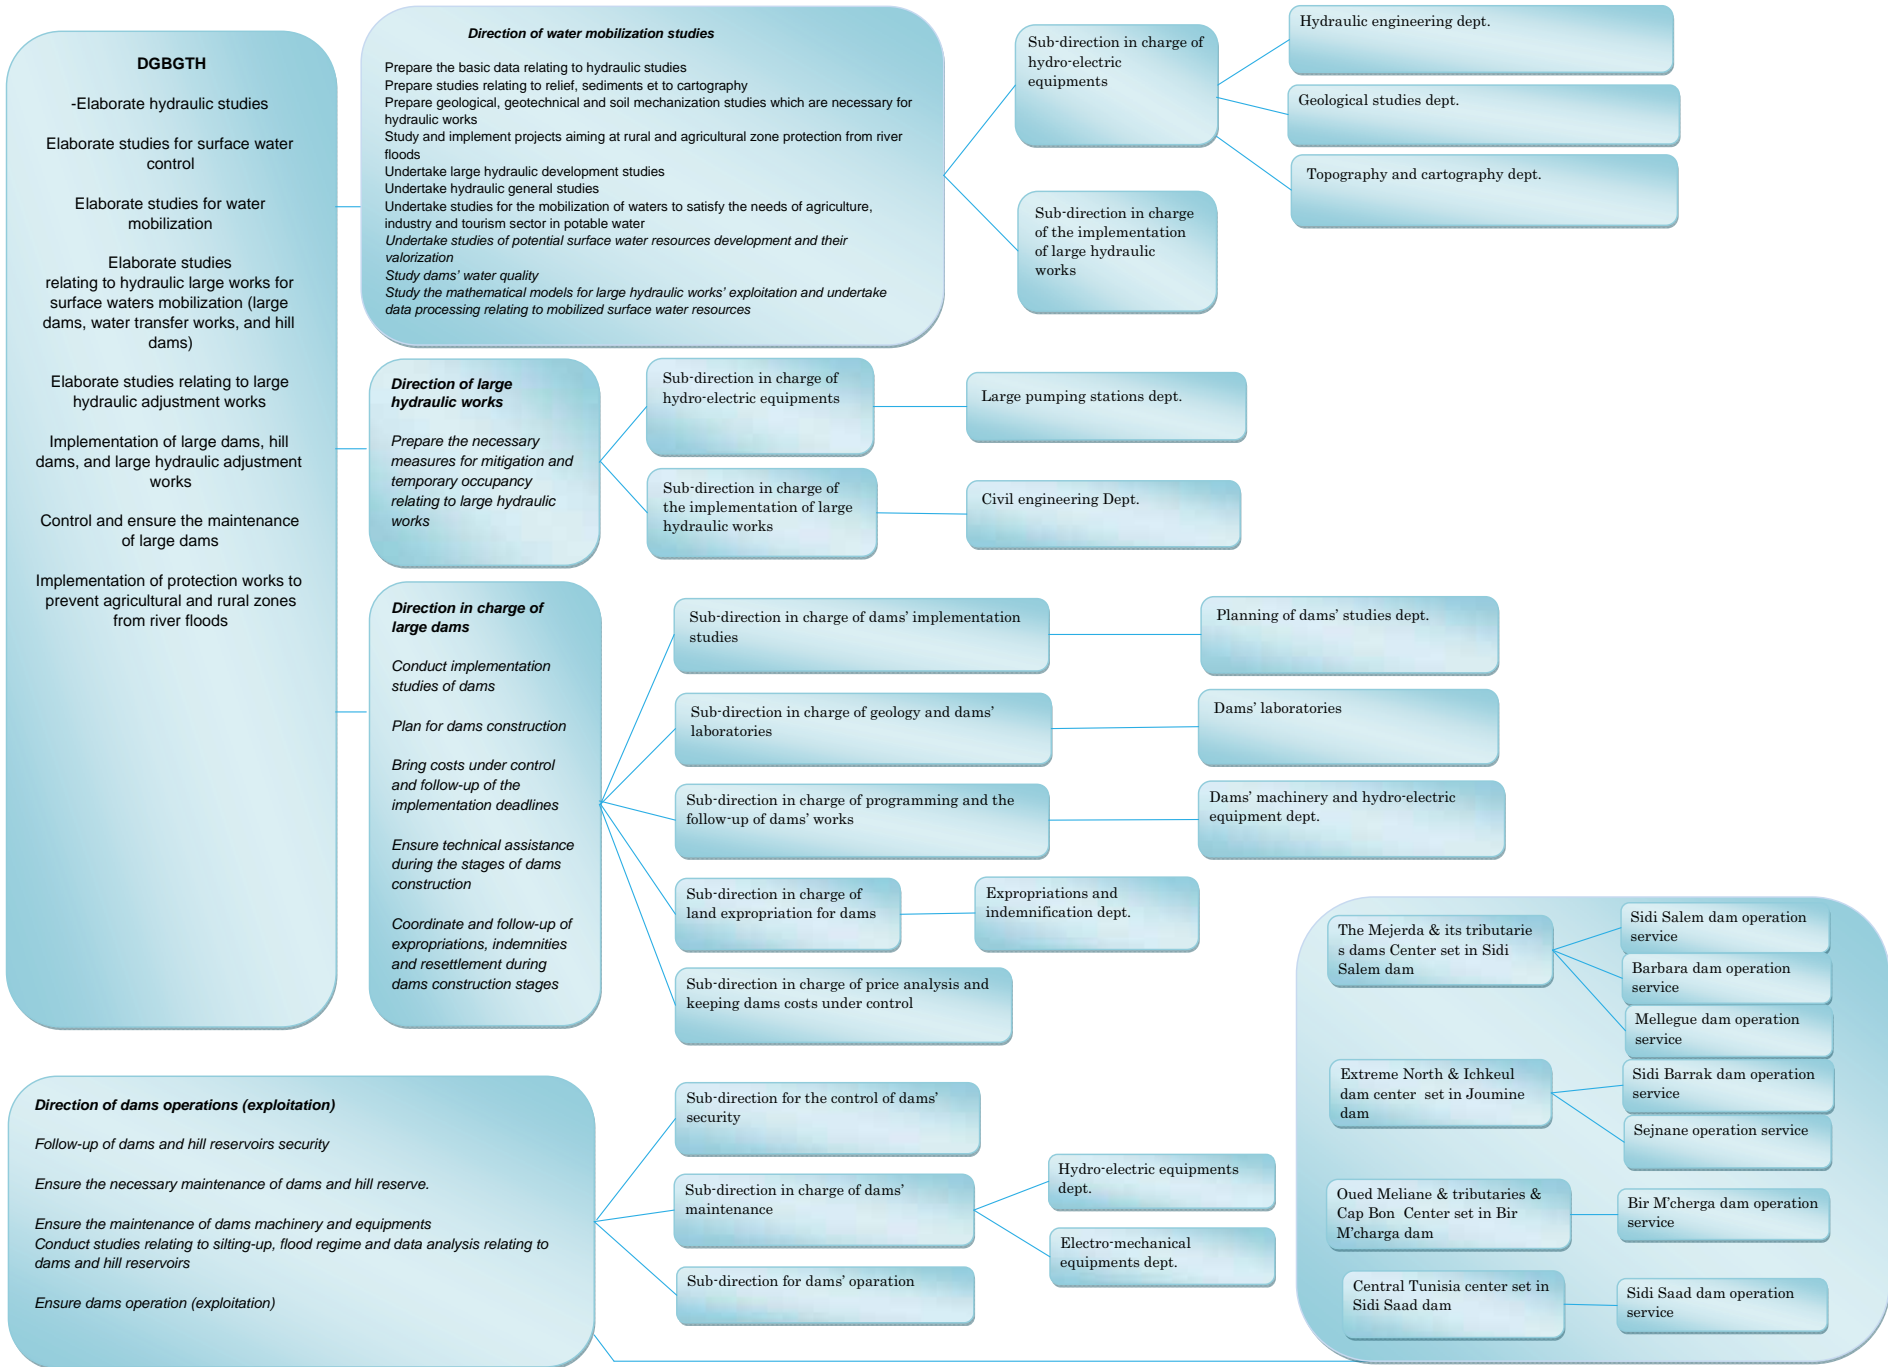 DGBGTH
-Elaborate hydraulic studies
Elaborate studies for surface water
control
Elaborate studies for water
mobilization
Elaborate studies
relating to hydraulic large works for
surface waters mobilization (large
dams, water transfer works, and hill
dams)
Elaborate studies relating to large
hydraulic adjustment works
Implementation of large dams, hill
dams, and large hydraulic adjustment
works
Control and ensure the maintenance
of large dams
Implementation of protection works to
prevent agricultural and rural zones
from river floods
Direction of water mobilization studies
Prepare the basic data relating to hydraulic studies
Prepare studies relating to relief, sediments et to cartography
Prepare geological, geotechnical and soil mechanization studies which are necessary for
hydraulic works
Study and implement projects aiming at rural and agricultural zone protection from river
floods
Undertake large hydraulic development studies
Undertake hydraulic general studies
Undertake studies for the mobilization of waters to satisfy the needs of agriculture,
industry and tourism sector in potable water
Undertake studies of potential surface water resources development and their
valorization
Study dams' water quality
Study the mathematical models for large hydraulic works' exploitation and undertake
data processing relating to mobilized surface water resources
Sub-direction in charge of
hydro-electric
equipments
Hydraulic engineering dept.
Geological studies dept.
Topography and cartography dept.
Sub-direction in charge
of the implementation
of large hydraulic
works
Direction of large
hydraulic works
Prepare the necessary
measures for mitigation and
temporary occupancy
relating to large hydraulic
works
Sub-direction in charge of
hydro-electric equipments
Large pumping stations dept.
Sub-direction in charge of
the implementation of large
hydraulic works
Civil engineering Dept.
Direction in charge of
large dams
Conduct implementation
studies of dams
Plan for dams construction
Bring costs under control
and follow-up of the
implementation deadlines
Ensure technical assistance
during the stages of dams
construction
Coordinate and follow-up of
expropriations, indemnities
and resettlement during
dams construction stages
Sub-direction in charge of dams' implementation
studies
Planning of dams' studies dept.
Sub-direction in charge of geology and dams'
laboratories
Dams' laboratories
Sub-direction in charge of programming and the
follow-up of dams' works
Dams' machinery and hydro-electric
equipment dept.
Sub-direction in charge of
land expropriation for dams
Expropriations and
indemnification dept.
Sub-direction in charge of price analysis and
keeping dams costs under control
Direction of dams operations (exploitation)
Follow-up of dams and hill reservoirs security
Ensure the necessary maintenance of dams and hill reserve.
Ensure the maintenance of dams machinery and equipments
Conduct studies relating to silting-up, flood regime and data analysis relating to
dams and hill reservoirs
Ensure dams operation (exploitation)
Sub-direction for the control of dams'
security
Sub-direction in charge of dams'
maintenance
Hydro-electric equipments
dept.
Electro-mechanical
equipments dept.
Sub-direction for dams' oparation
The Mejerda & its tributarie
s dams Center set in Sidi
Salem dam
Sidi Salem dam operation
service
Barbara dam operation
service
Mellegue dam operation
service
Extreme North & Ichkeul
dam center set in Joumine
dam
Sidi Barrak dam operation
service
Sejnane operation service
Oued Meliane & tributaries &
Cap Bon Center set in Bir
M'charga dam
Bir M'cherga dam operation
service
Central Tunisia center set in
Sidi Saad dam
Sidi Saad dam operation
service